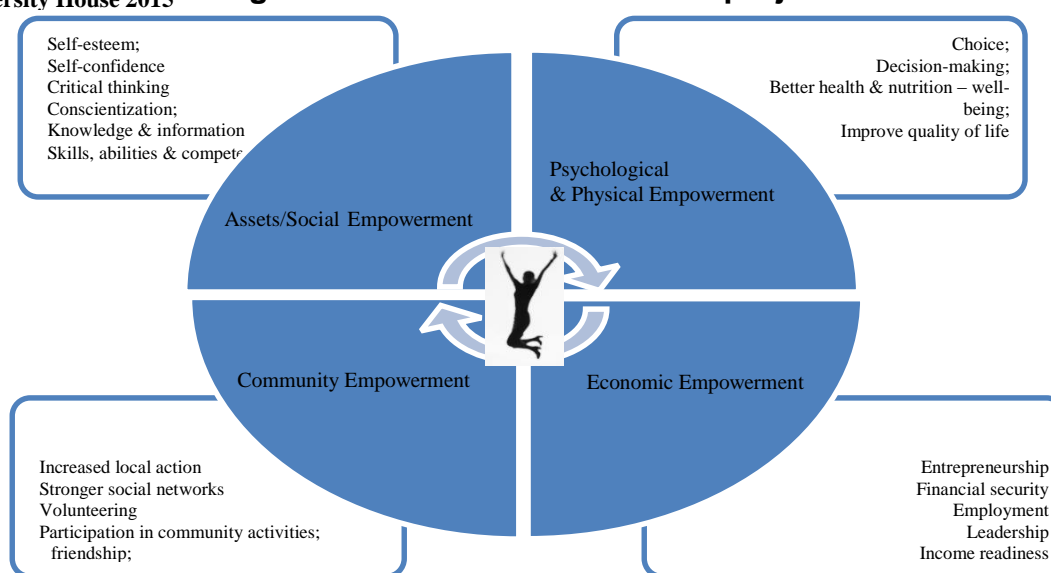 Self-esteem;
Self-confidence
Critical thinking
Conscientization;
Knowledge & information
Skills, abilities &
Choice;
Decision-making;
Better health & nutrition – well-
being;
Improve quality of life
Psychological
& Physical Empowerment
Assets/Social Empowerment
Community Empowerment
Economic Empowerment
Increased local action
Stronger social networks
Volunteering
Participation in community activities;
friendship;
Entrepreneurship
Financial security
Employment
Leadership
Income readiness